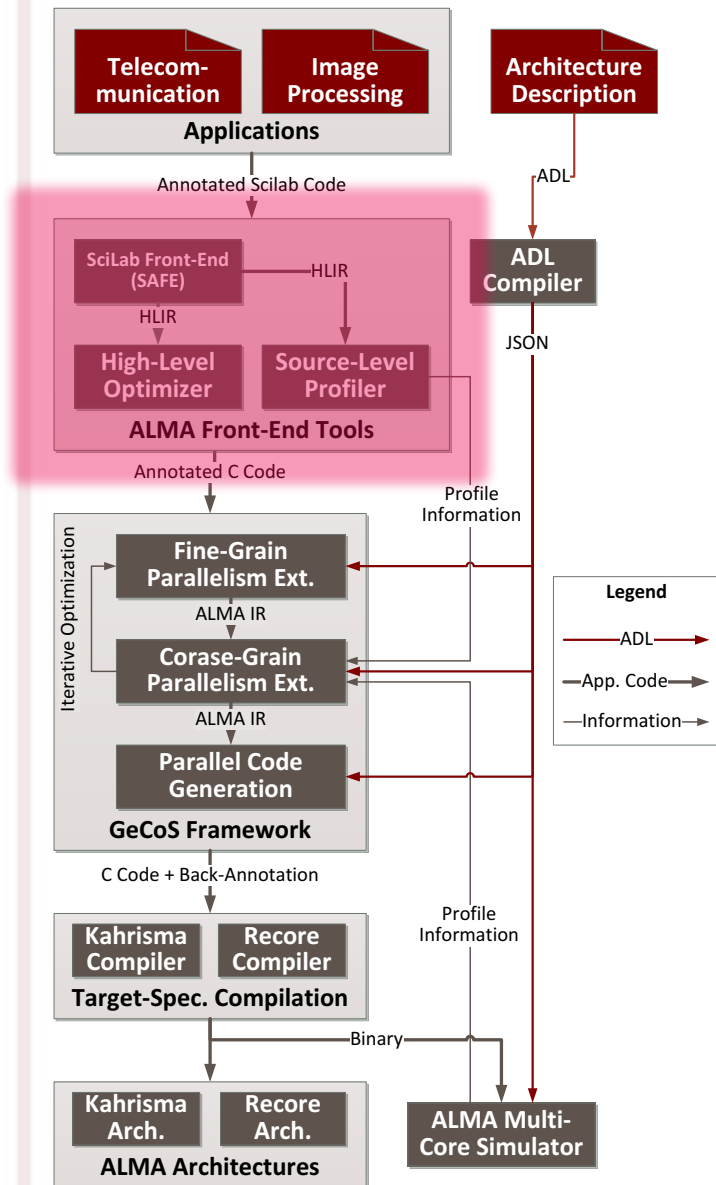 Telecom-
munication
Image
Processing
Applications
Architecture
Description
Annotated Scilab Code
ADL
SciLab Front-End
(SAFE)
HLIR
HLIR
High-Level
Optimizer
Source-Level
Profiler
ALMA Front-End Tools
ADL
Compiler
JSON
Annotated C Code
Profile
Information
Iterative Optimization
Fine-Grain
Parallelism Ext.
ALMA IR
Corase-Grain
Parallelism Ext.
ALMA IR
Parallel Code
Generation
GeCoS Framework
Legend
ADL
App. Code
Information
C Code + Back-Annotation
Profile
Information
Kahrisma
Compiler
Recore
Compiler
Target-Spec. Compilation
Binary
Kahrisma
Arch.
Recore
Arch.
ALMA Architectures
ALMA Multi-
Core Simulator